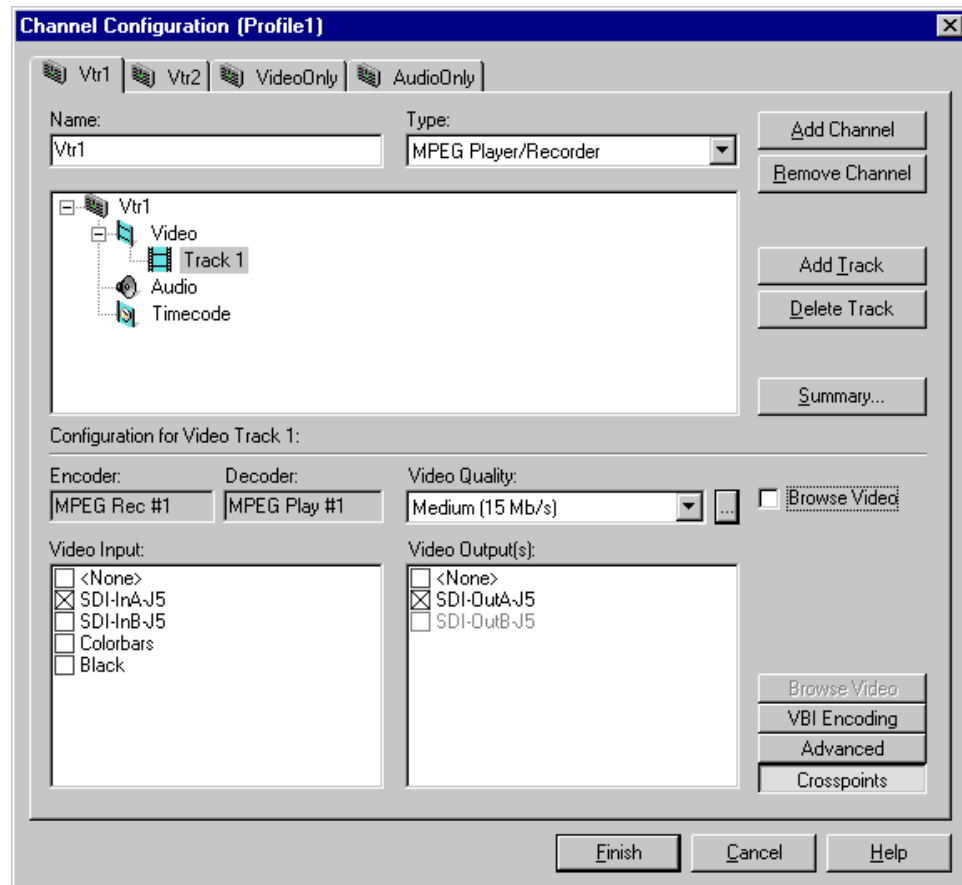 Channel Configuration (Profile1)
Vtr1
Vtr2
VideoOnly
AudioOnly
Name:
Type:
Vtr1
MPEG Player/Recorder
Add Channel
Remove Channel
Vtr1
Video
Track 1
Audio
Timecode
Add Track
Delete Track
Summary...
Configuration for Video Track 1:
Encoder:
Decoder:
Video Quality:
MPEG Rec #1
MPEG Play #1
Medium (15 Mb/s)
...
Browse Video
Video Input:
Video Output(s):
<None>
SDI-InA-J5
SDI-InB-J5
Colorbars
Black
<None>
SDI-OutA-J5
SDI-OutB-J5
Browse Video
VBI Encoding
Advanced
Crosspoints
Finish
Cancel
Help